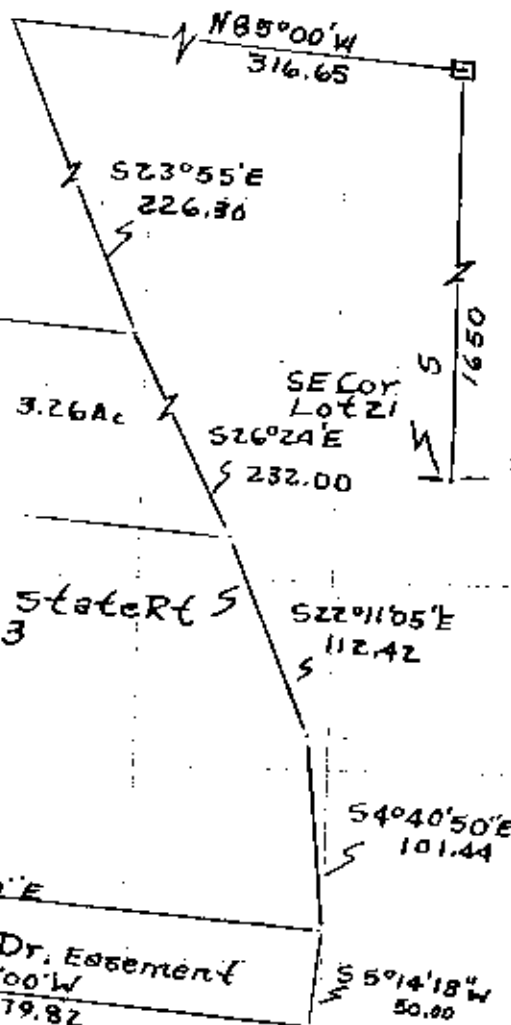 N85°00'W
316.65
S23°55'E
226.30
S
1650
SE Cor
Lot 21
3.26Ac
S26°24'E
232.00
State Rt
3
S22°11'05"E
112.42
S4°40'50"E
101.44
"E
Dr. Easement
'00'W
79.82
S 5°14'18"W
50.00